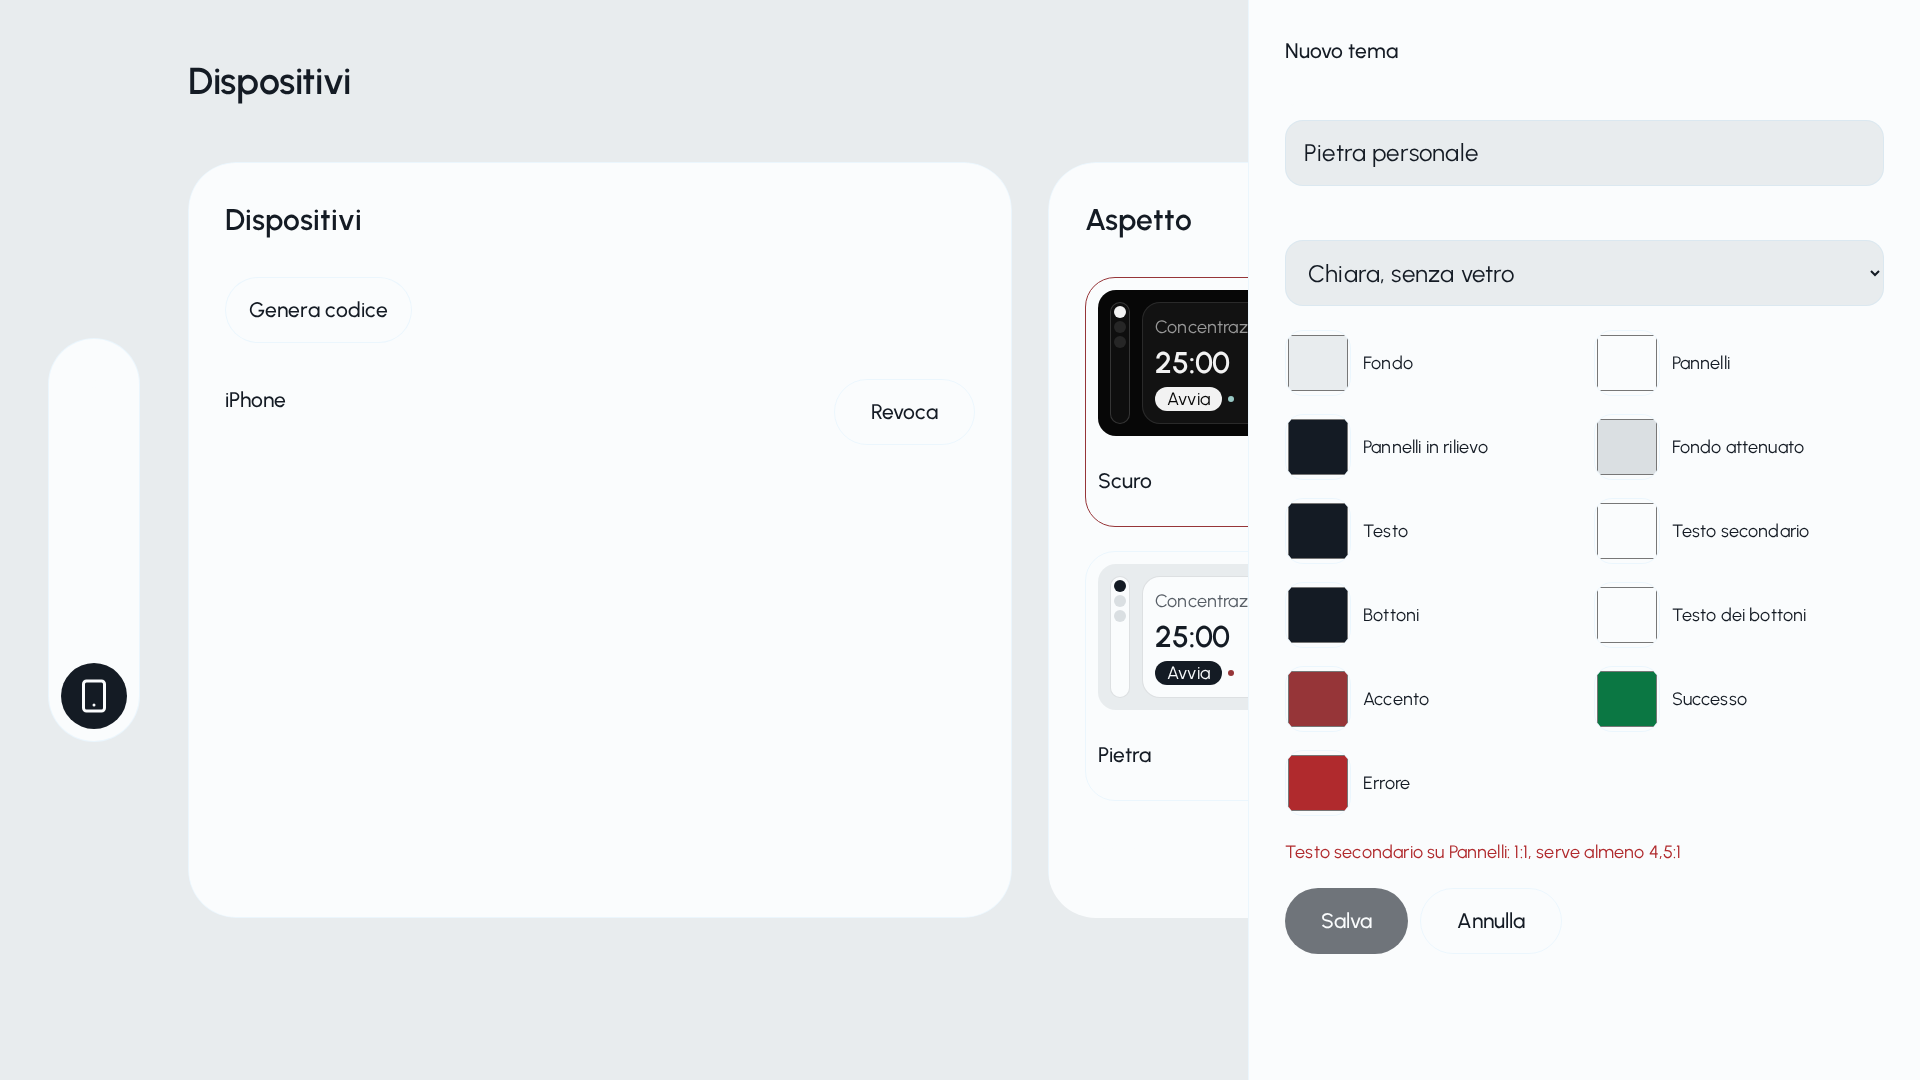 Dispositivi
Dispositivi
Genera codice
iPhone
Revoca
Aspetto
Concentraz
25:00
Avvia
Scuro
Concentraz
25:00
Avvia
Pietra
Nuovo tema
Pietra personale
Chiara, senza vetro
Fondo
Pannelli
Pannelli in rilievo
Fondo attenuato
Testo
Testo secondario
Bottoni
Testo dei bottoni
Accento
Successo
Errore
Testo secondario su Pannelli: 1:1, serve almeno 4,5:1
Salva
Annulla